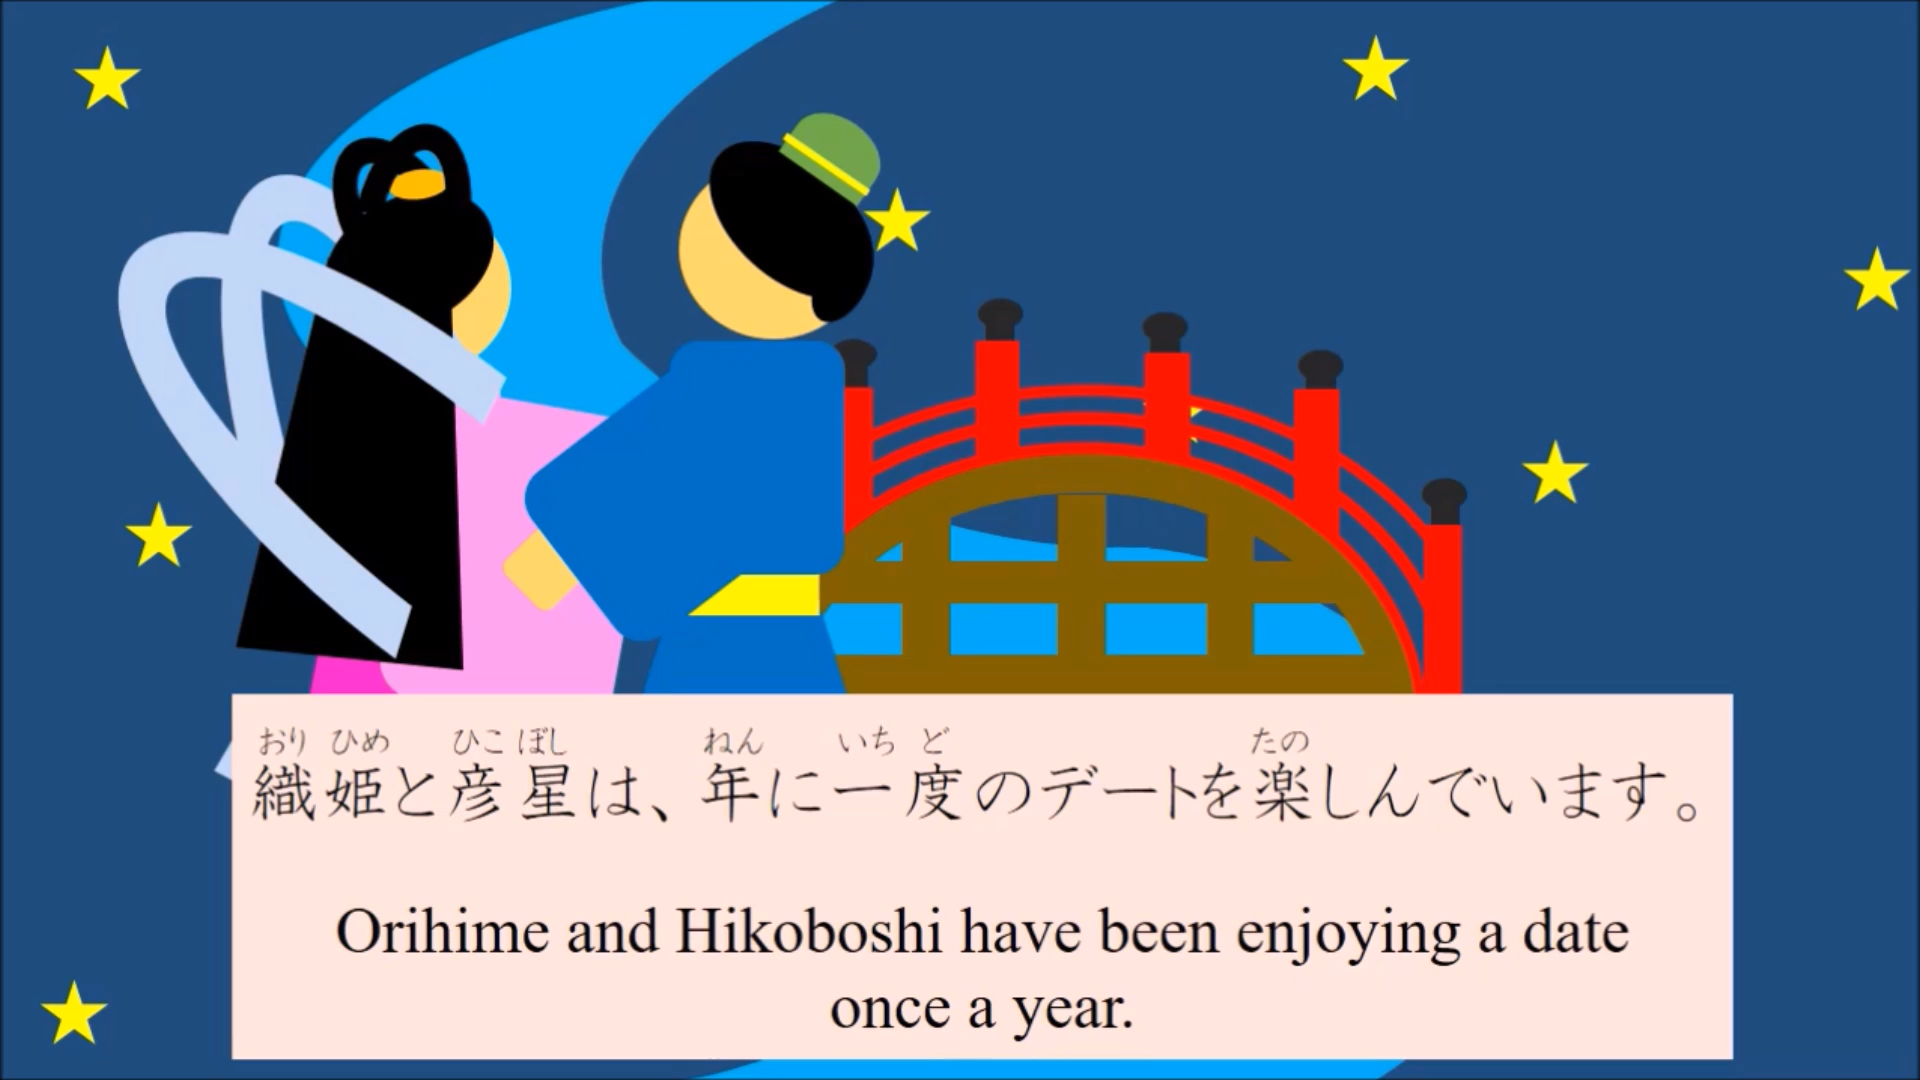 おり ひめ ひこ ぼし ねん いち ど たの
織姫と彦星は、年に一度のデートを楽しんでいます。
Orihime and Hikoboshi have been enjoying a date
once a year.